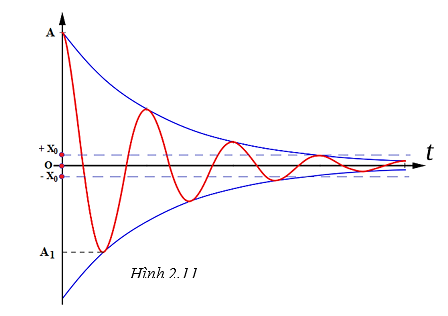 A
+ X₀
O
- X₀
t
A₁
Hình 2.11